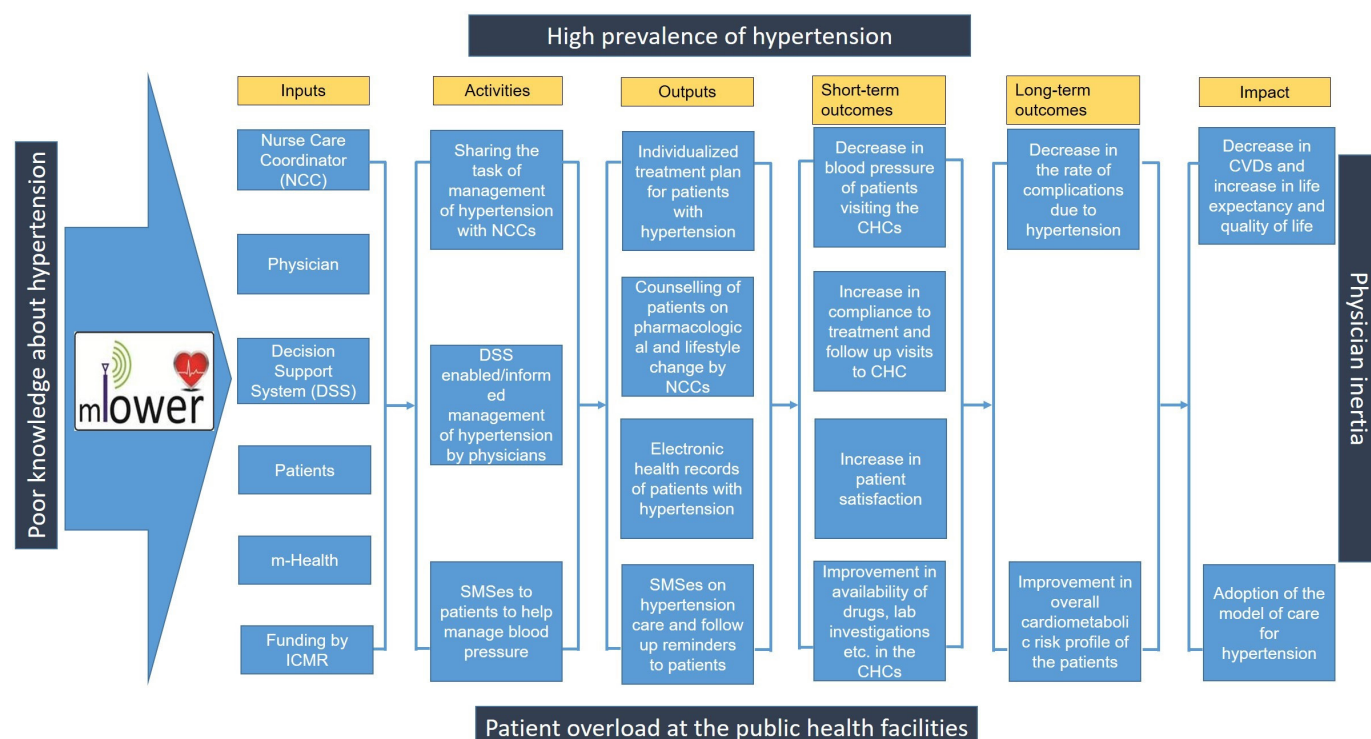 High prevalence of hypertension
Poor knowledge about hypertension
mlower
Inputs
Nurse Care
Coordinator
(NCC)
Physician
Decision
Support
System (DSS)
Patients
m-Health
Funding by
ICMR
Activities
Sharing the
task of
management
of hypertension
with NCCs
DSS
enabled/inform
ed
management
of hypertension
by physicians
SMSes to
patients to help
manage blood
pressure
Outputs
Individualized
treatment plan
for patients
with
hypertension
Counselling of
patients on
pharmacologic
al and lifestyle
change by
NCCs
Electronic
health records
of patients with
hypertension
SMSes on
hypertension
care and follow
up reminders
to patients
Short-term
outcomes
Decrease in
blood pressure
of patients
visiting the
CHCs
Increase in
compliance to
treatment and
follow up visits
to CHC
Increase in
patient
satisfaction
Improvement in
availability of
drugs, lab
investigations
etc. in the
CHCs
Long-term
outcomes
Decrease in
the rate of
complications
due to
hypertension
Improvement in
overall
cardiometaboli
c risk profile of
the patients
Impact
Decrease in
CVDs and
increase in life
expectancy and
quality of life
Adoption of the
model of care
for
hypertension
Physician inertia
Patient overload at the public health facilities